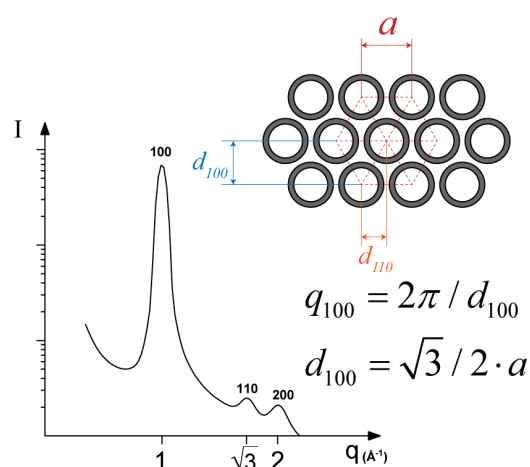 a
I
100
d100
d110
q100 = 2π / d100
d100 = √3 / 2 · a
110
200
1
√3
2
q (Å-1)